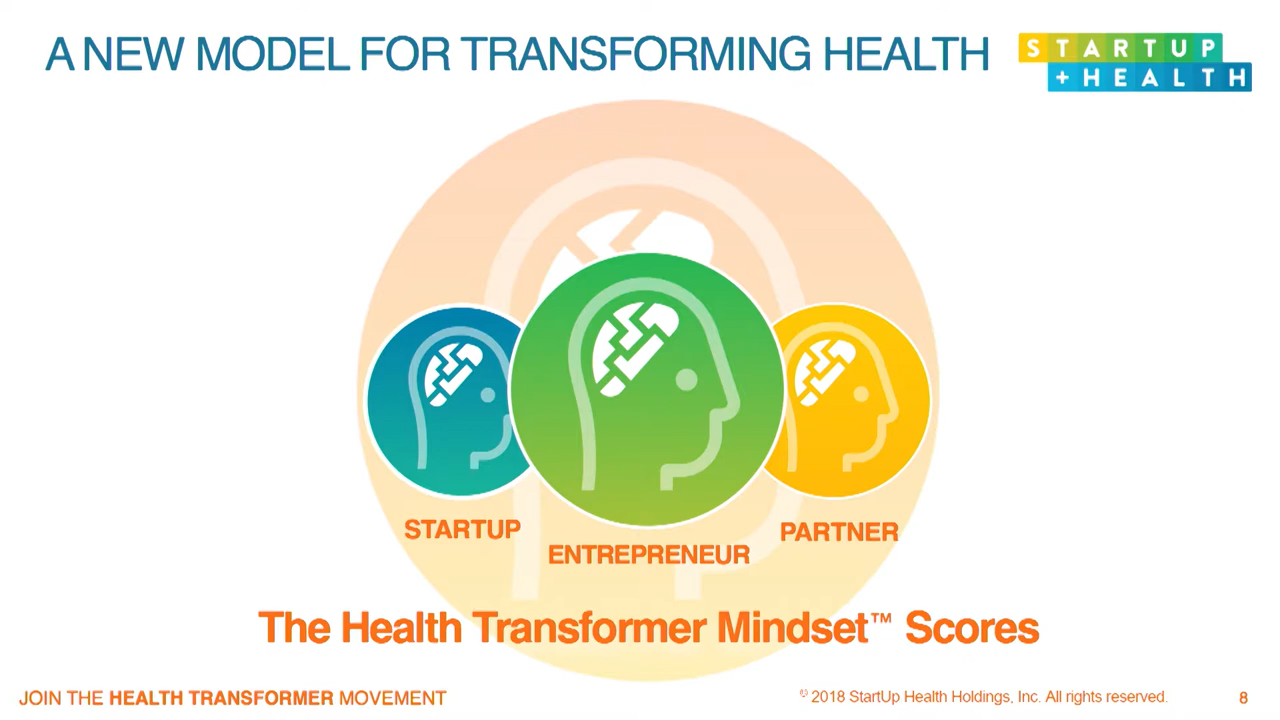 A NEW MODEL FOR TRANSFORMING HEALTH
STARTUP
+HEALTH
STARTUP
ENTREPRENEUR
PARTNER
The Health Transformer Mindset™ Scores
JOIN THE HEALTH TRANSFORMER MOVEMENT
© 2018 StartUp Health Holdings, Inc. All rights reserved.
8